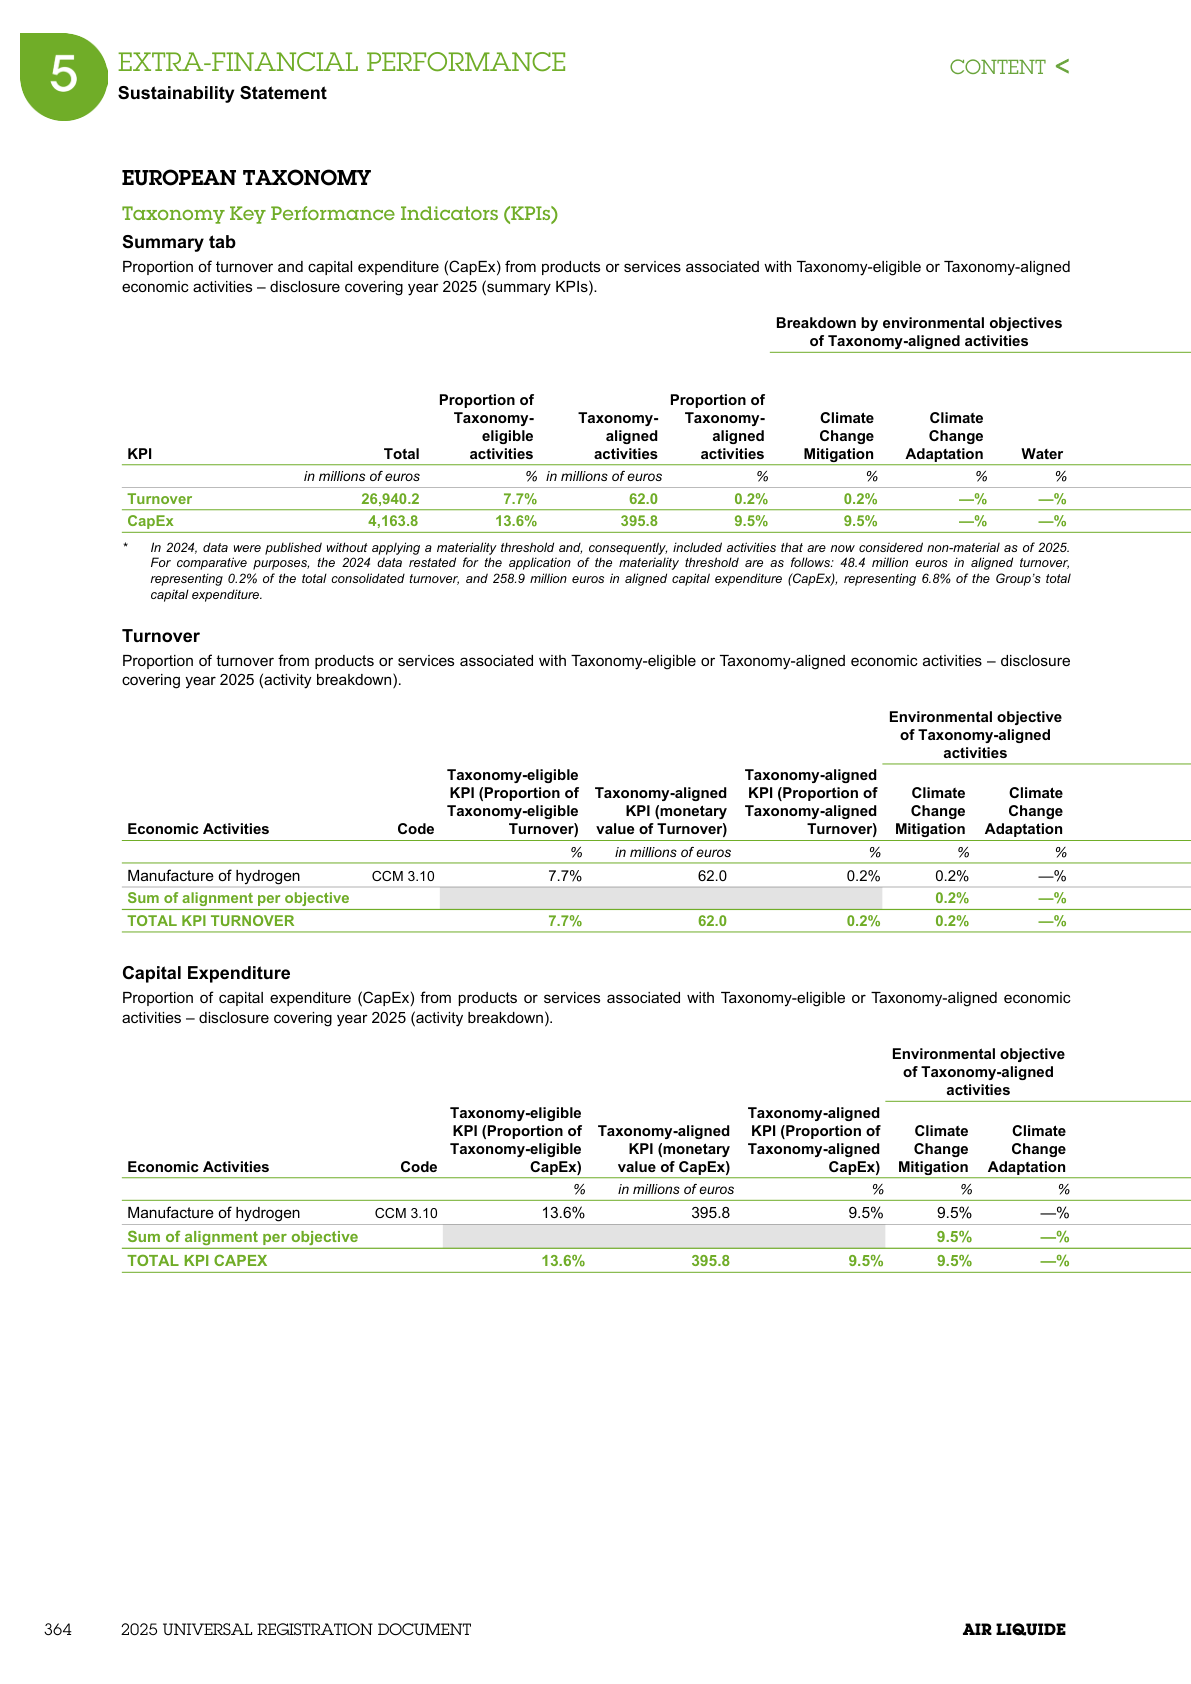 5
EXTRA-FINANCIAL PERFORMANCE
CONTENT <
Sustainability Statement
EUROPEAN TAXONOMY
Taxonomy Key Performance Indicators (KPIs)
Summary tab
Proportion of turnover and capital expenditure (CapEx) from products or services associated with Taxonomy-eligible or Taxonomy-aligned
economic activities – disclosure covering year 2025 (summary KPIs).
Breakdown by environmental objectives
of Taxonomy-aligned activities
Proportion of Proportion of
Taxonomy- Taxonomy- Taxonomy- Climate Climate
eligible aligned aligned Change Change
KPI Total activities activities activities Mitigation Adaptation Water
in millions of euros % in millions of euros % % % %
Turnover 26,940.2 7.7% 62.0 0.2% 0.2% —% —%
CapEx 4,163.8 13.6% 395.8 9.5% 9.5% —% —%
* In 2024, data were published without applying a materiality threshold and, consequently, included activities that are now considered non-material as of 2025.
For comparative purposes, the 2024 data restated for the application of the materiality threshold are as follows: 48.4 million euros in aligned turnover,
representing 0.2% of the total consolidated turnover, and 258.9 million euros in aligned capital expenditure (CapEx), representing 6.8% of the Group's total
capital expenditure.
Turnover
Proportion of turnover from products or services associated with Taxonomy-eligible or Taxonomy-aligned economic activities – disclosure
covering year 2025 (activity breakdown).
Environmental objective
of Taxonomy-aligned
activities
Taxonomy-eligible Taxonomy-aligned
KPI (Proportion of Taxonomy-aligned KPI (Proportion of Climate Climate
Taxonomy-eligible KPI (monetary Taxonomy-aligned Change Change
Economic Activities Code Turnover) value of Turnover) Turnover) Mitigation Adaptation
% in millions of euros % % %
Manufacture of hydrogen CCM 3.10 7.7% 62.0 0.2% 0.2% —%
Sum of alignment per objective 0.2% —%
TOTAL KPI TURNOVER 7.7% 62.0 0.2% 0.2% —%
Capital Expenditure
Proportion of capital expenditure (CapEx) from products or services associated with Taxonomy-eligible or Taxonomy-aligned economic
activities – disclosure covering year 2025 (activity breakdown).
Environmental objective
of Taxonomy-aligned
activities
Taxonomy-eligible Taxonomy-aligned
KPI (Proportion of Taxonomy-aligned KPI (Proportion of Climate Climate
Taxonomy-eligible KPI (monetary Taxonomy-aligned Change Change
Economic Activities Code CapEx) value of CapEx) CapEx) Mitigation Adaptation
% in millions of euros % % %
Manufacture of hydrogen CCM 3.10 13.6% 395.8 9.5% 9.5% —%
Sum of alignment per objective 9.5% —%
TOTAL KPI CAPEX 13.6% 395.8 9.5% 9.5% —%
364 2025 UNIVERSAL REGISTRATION DOCUMENT AIR LIQUIDE